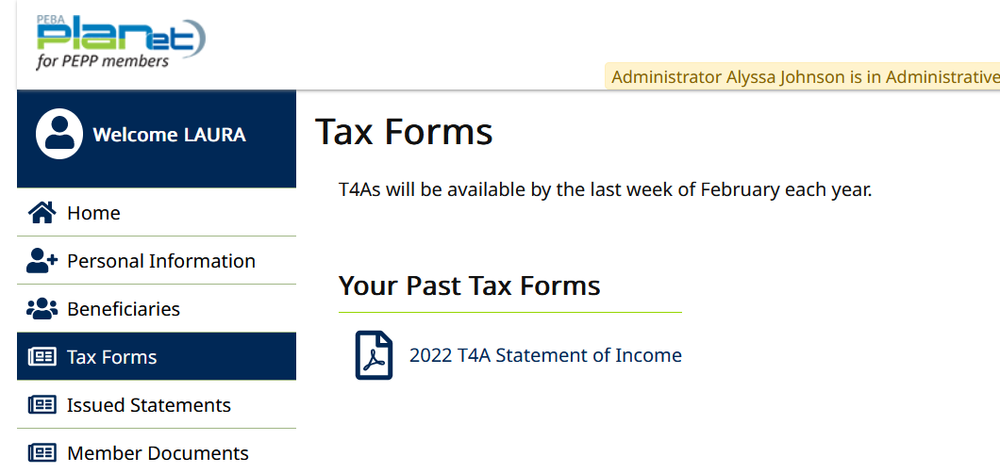 PEBA
planet
for PEPP members
Administrator Alyssa Johnson is in Administrative
Welcome LAURA
Tax Forms
T4As will be available by the last week of February each year.
Home
Personal Information
Beneficiaries
Tax Forms
Issued Statements
Member Documents
Your Past Tax Forms
2022 T4A Statement of Income